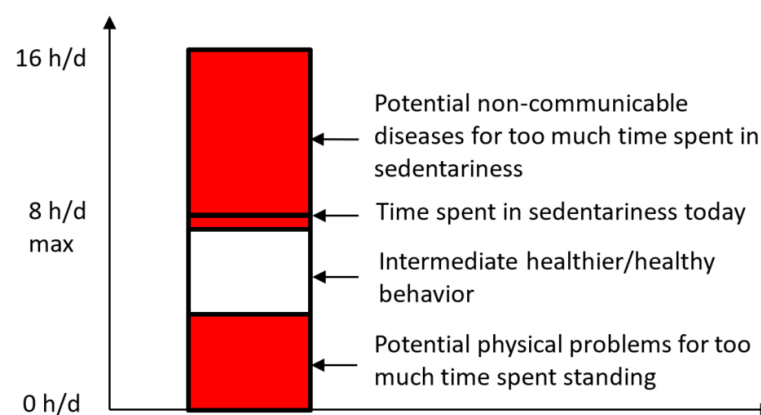 16 h/d
Potential non-communicable
diseases for too much time spent in
sedentariness
8 h/d
max
Time spent in sedentariness today
Intermediate healthier/healthy
behavior
Potential physical problems for too
much time spent standing
0 h/d